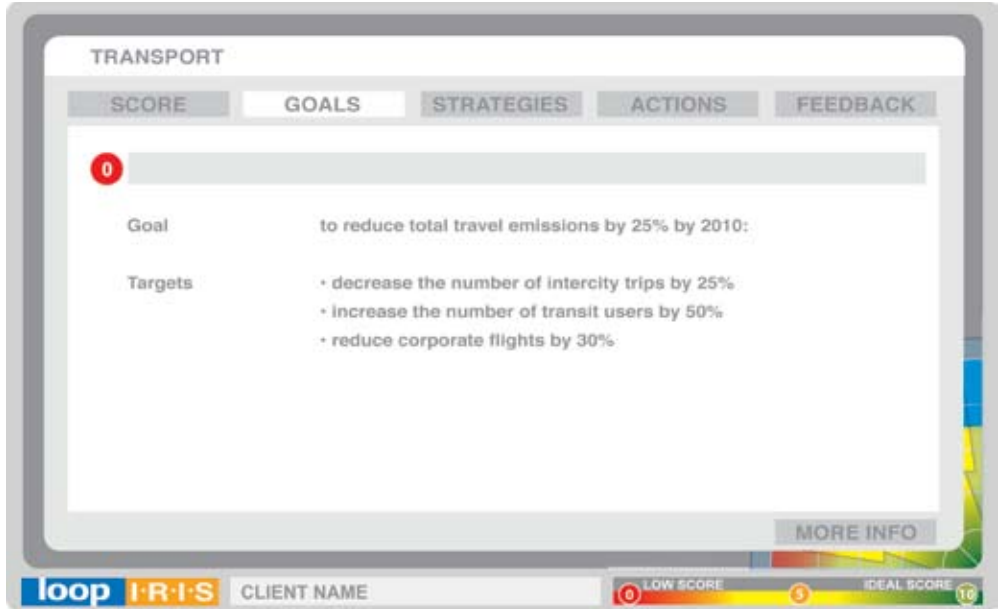 TRANSPORT
SCORE GOALS STRATEGIES ACTIONS FEEDBACK
0
Goal to reduce total travel emissions by 25% by 2010:
Targets • decrease the number of intercity trips by 25%
• increase the number of transit users by 50%
• reduce corporate flights by 30%
MORE INFO
loop I·R·I·S CLIENT NAME 0 LOW SCORE 5 IDEAL SCORE 10